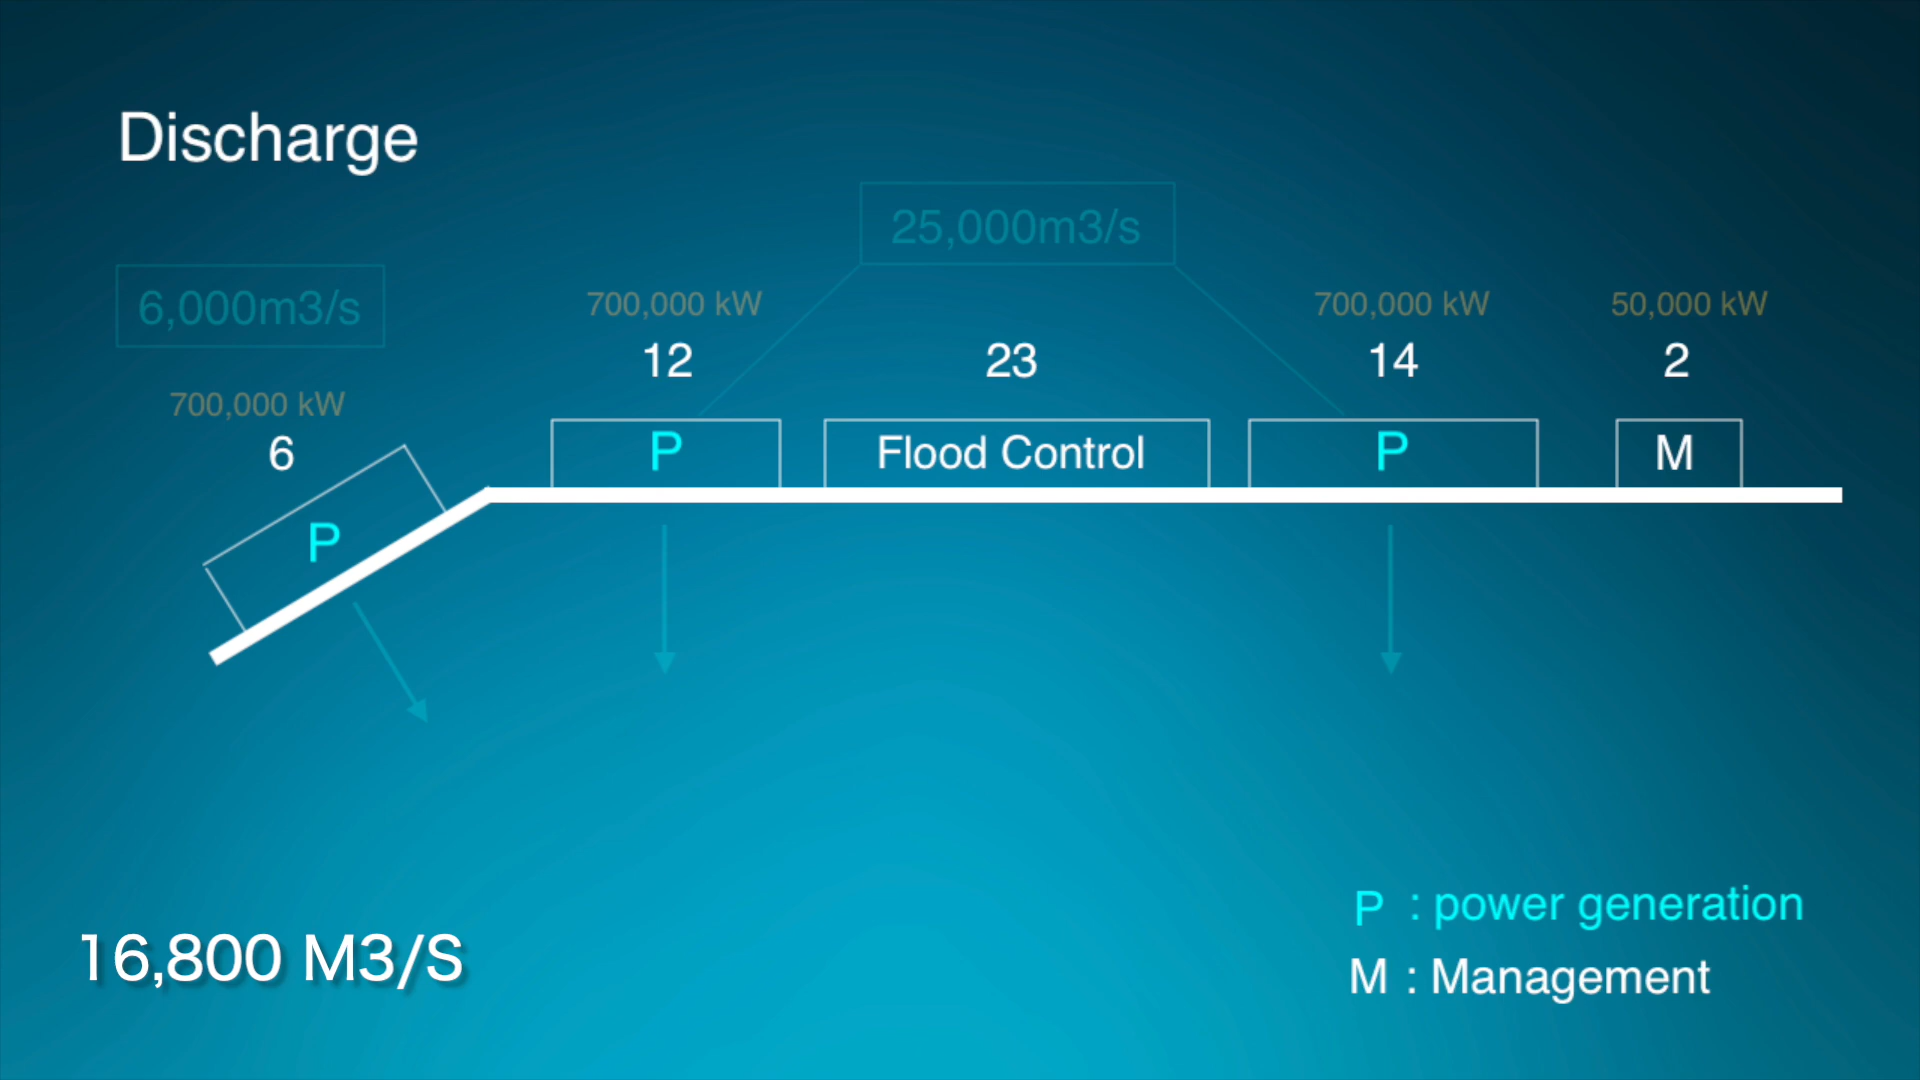 Discharge
25,000m3/s
6,000m3/s
700,000 kW
700,000 kW
50,000 kW
12
23
14
2
700,000 kW
6
P
Flood Control
P
M
P
P : power generation
16,800 M3/S
M : Management